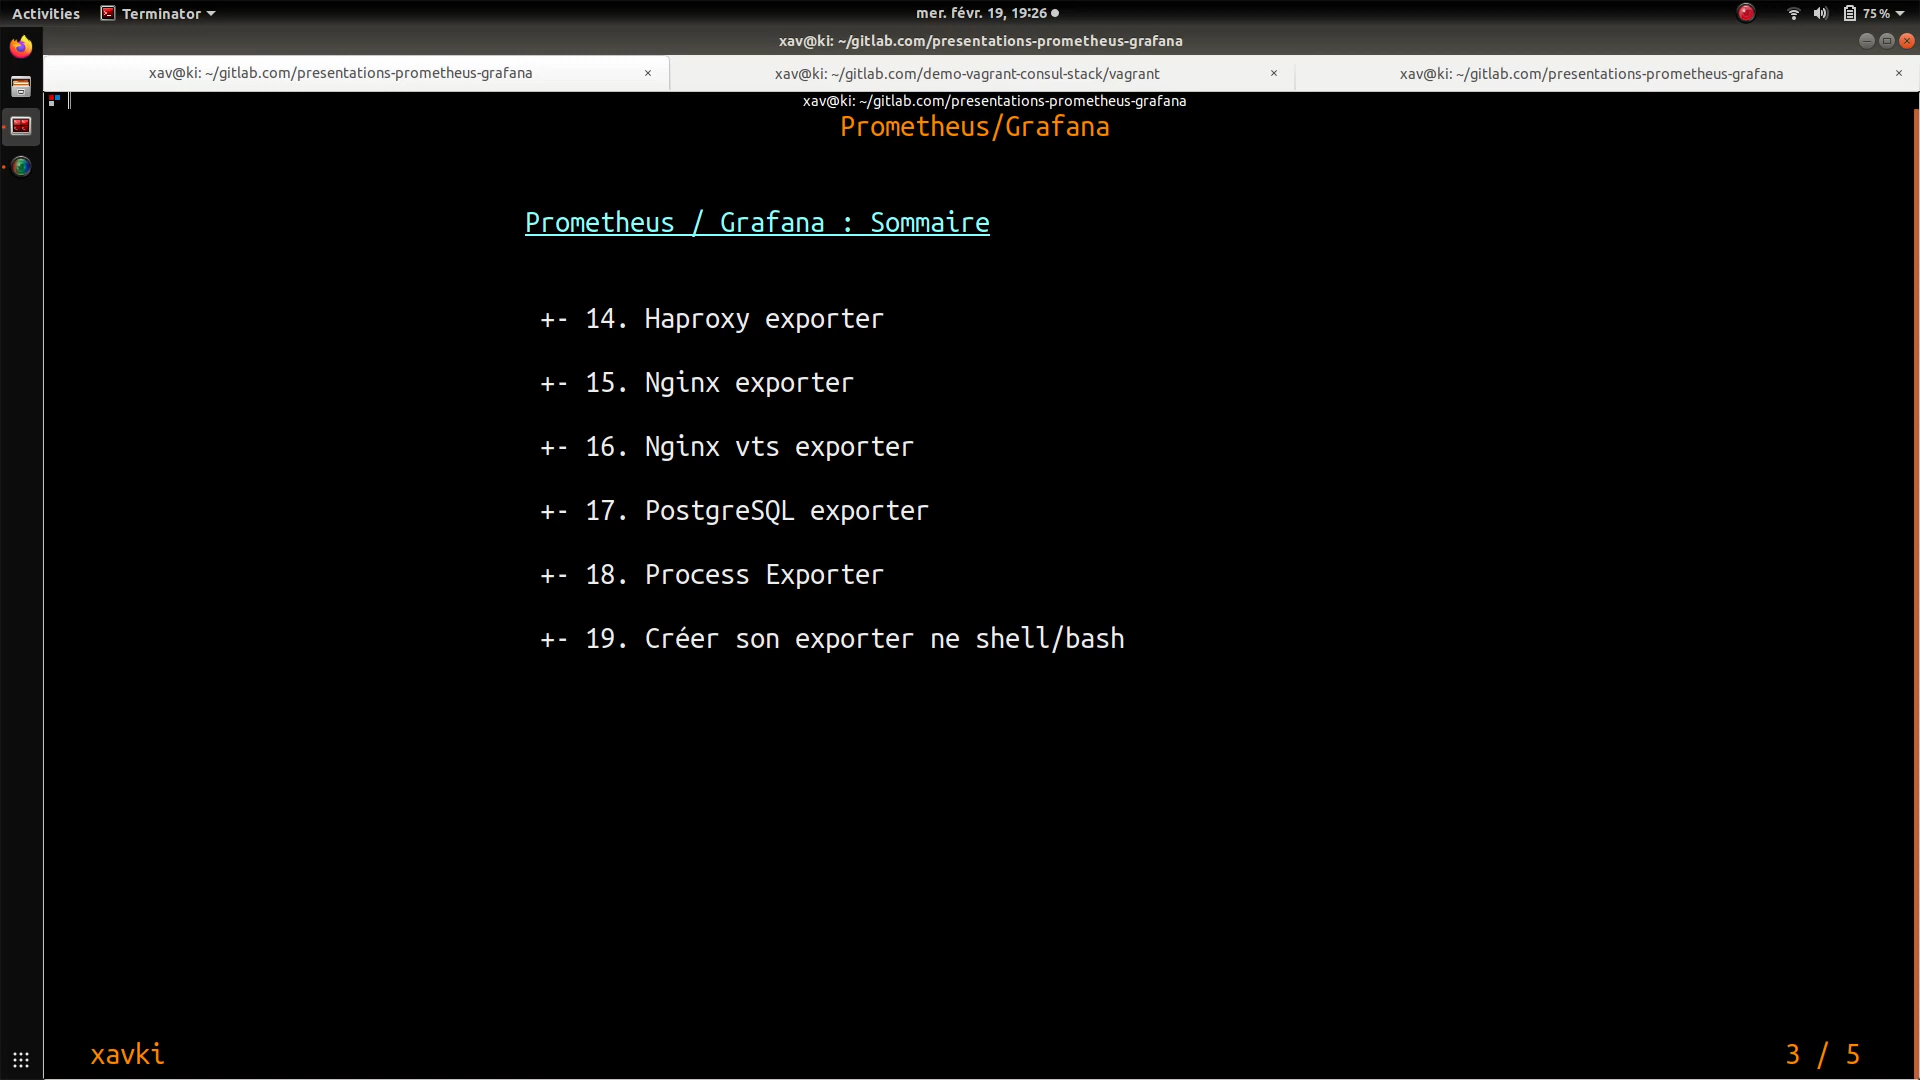 Activities Terminator mer. févr. 19, 19:26 75 %
xav@ki: ~/gitlab.com/presentations-prometheus-grafana
xav@ki: ~/gitlab.com/presentations-prometheus-grafana × xav@ki: ~/gitlab.com/demo-vagrant-consul-stack/vagrant × xav@ki: ~/gitlab.com/presentations-prometheus-grafana ×
xav@ki: ~/gitlab.com/presentations-prometheus-grafana
Prometheus/Grafana
Prometheus / Grafana : Sommaire
+- 14. Haproxy exporter
+- 15. Nginx exporter
+- 16. Nginx vts exporter
+- 17. PostgreSQL exporter
+- 18. Process Exporter
+- 19. Créer son exporter ne shell/bash
xavki 3 / 5